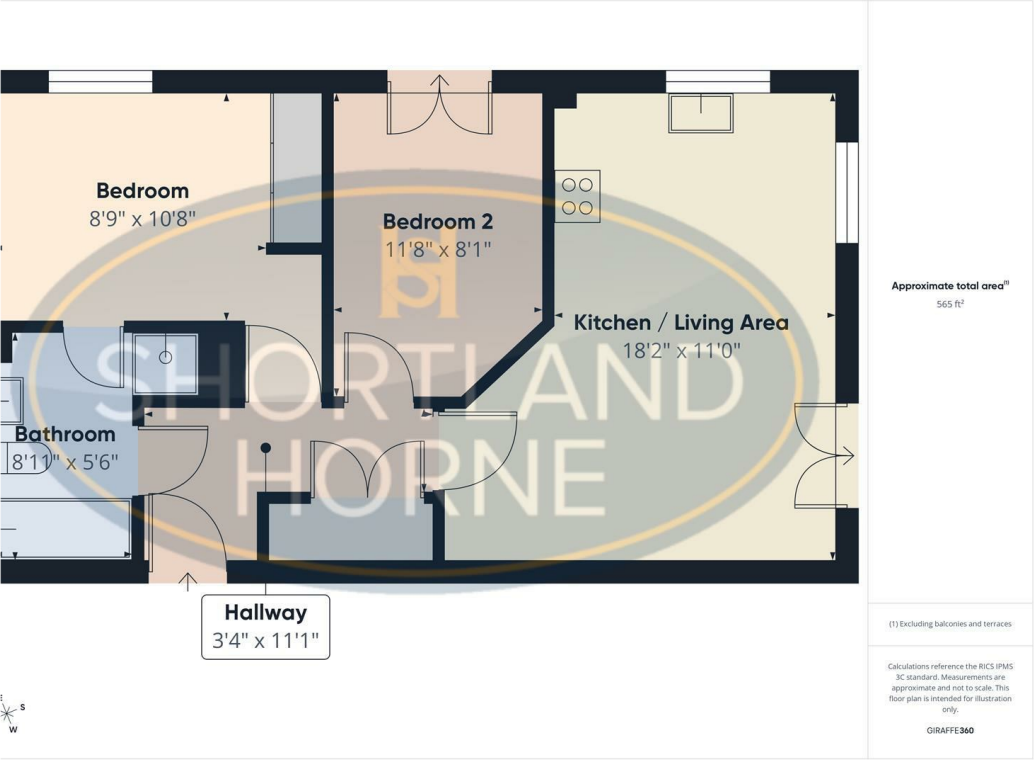 Bedroom
8'9" x 10'8"
Bedroom 2
11'8" x 8'1"
Kitchen / Living Area
18'2" x 11'0"
SHORTLAND
HORNE
Bathroom
8'11" x 5'6"
Hallway
3'4" x 11'1"
S
W
Approximate total area(1)
565 ft²
(1) Excluding balconies and terraces
Calculations reference the RICS IPMS
3C standard. Measurements are
approximate and not to scale. This
floor plan is intended for illustration
only.
GIRAFFE360